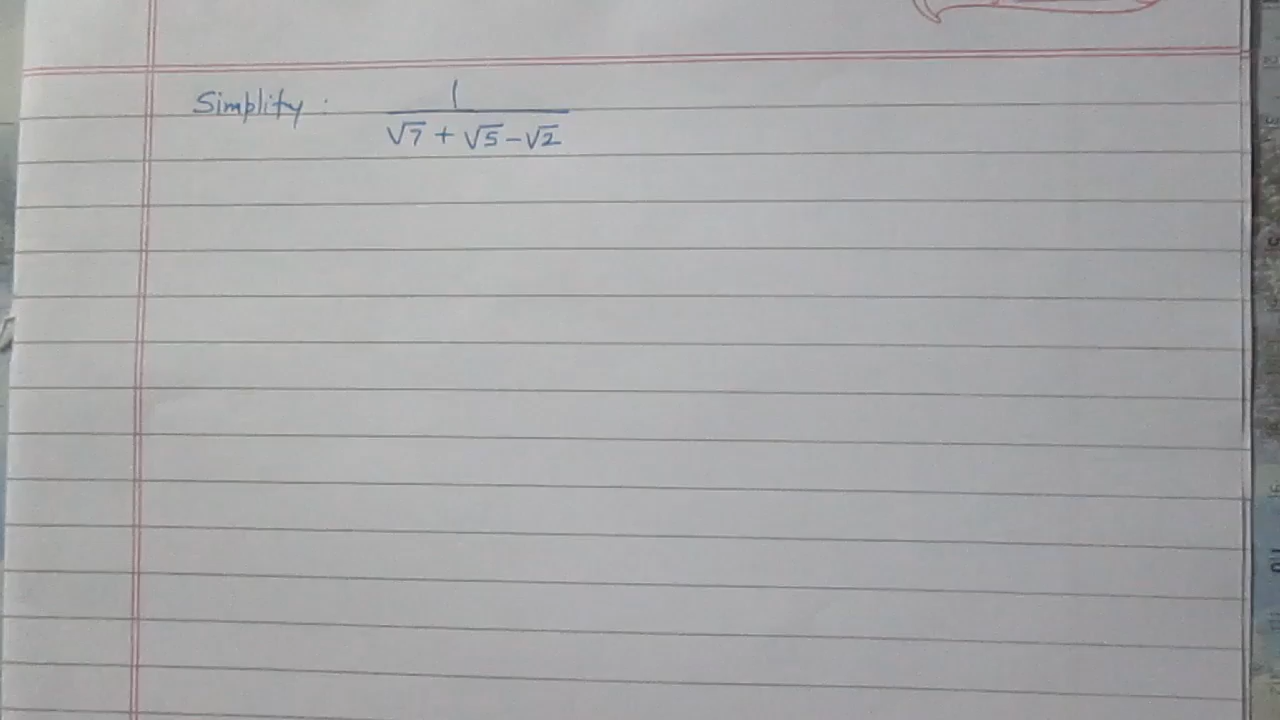 Simplify : 1/(√7 + √5 - √2)